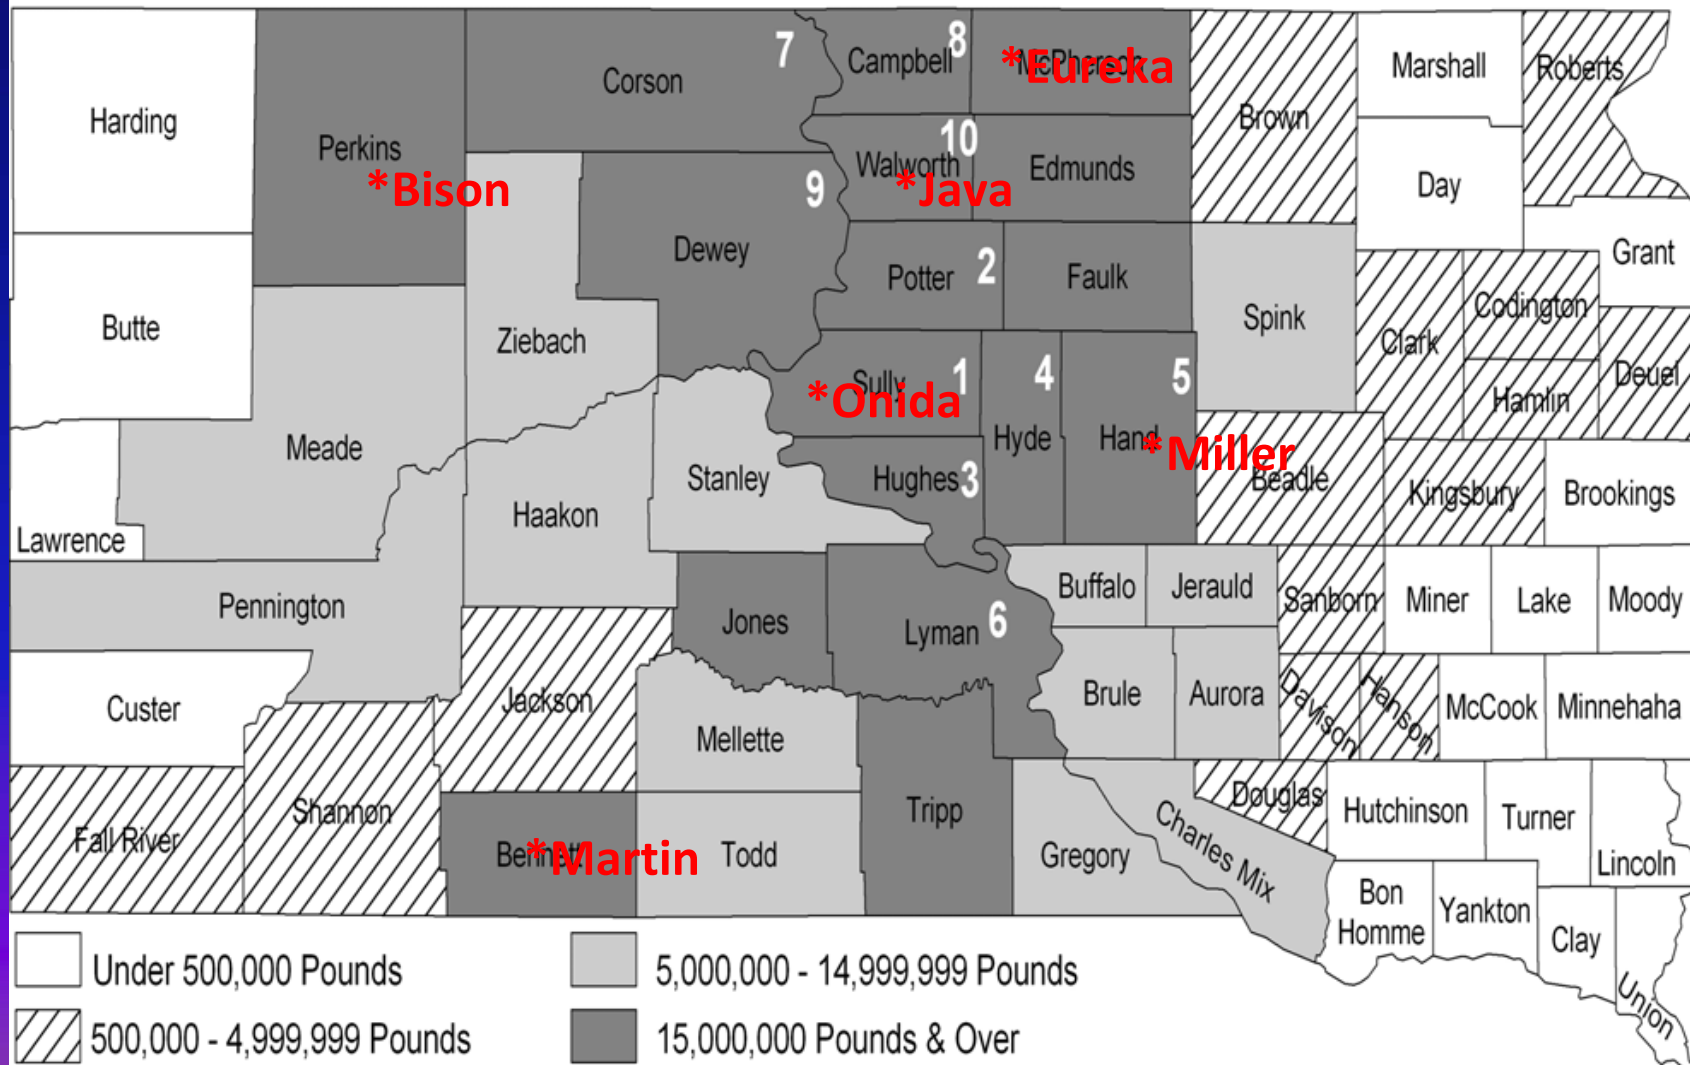 7
8
Campbell
*Eureka
McPherson
Corson
Marshall
Roberts
Harding
Perkins
*Bison
10
Walworth
*Java
Edmunds
Brown
Day
9
Dewey
Grant
Potter
2
Faulk
Butte
Ziebach
Spink
Codington
Clark
Hamlin
Deuel
Sully
1
*Onida
4
5
Hyde
Hand
*Miller
Beadle
Meade
Stanley
Hughes
3
Haakon
Kingsbury
Brookings
Lawrence
Pennington
Jones
Lyman
6
Buffalo
Jerauld
Sanborn
Miner
Lake
Moody
Custer
Jackson
Mellette
Brule
Aurora
Davison
Hanson
McCook
Minnehaha
Fall River
Shannon
Bennett
*Martin
Todd
Tripp
Gregory
Charles Mix
Douglas
Hutchinson
Turner
Lincoln
Bon
Homme
Yankton
Clay
Union
Under 500,000 Pounds
5,000,000 - 14,999,999 Pounds
500,000 - 4,999,999 Pounds
15,000,000 Pounds & Over